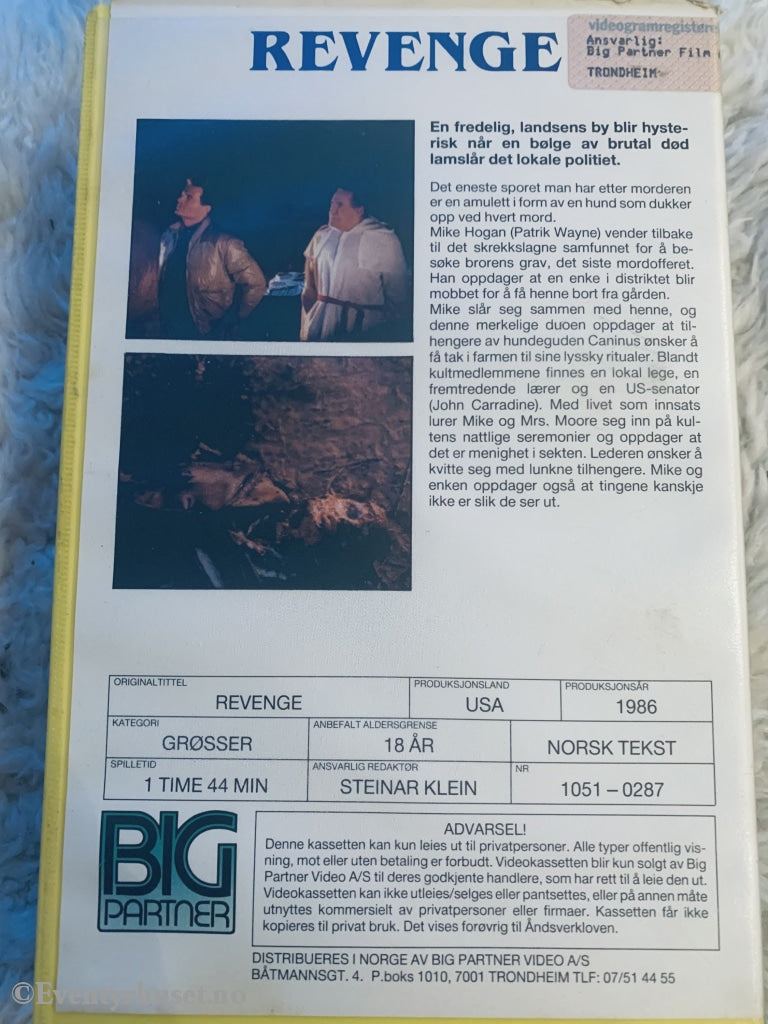 REVENGE
videogramregister
Ansvarlig:
Big Partner Film
TRONDHEIM
En fredelig, landsens by blir hyste-
risk når en bølge av brutal død
lamslår det lokale politiet.
Det eneste sporet man har etter morderen
er en amulett i form av en hund som dukker
opp ved hvert mord.
Mike Hogan (Patrik Wayne) vender tilbake
til det skrekkslagne samfunnet for å be-
søke brorens grav, det siste mordofferet.
Han oppdager at en enke i distriktet blir
mobbet for å få henne bort fra gården.
Mike slår seg sammen med henne, og
denne merkelige duoen oppdager at til-
hengere av hundeguden Caninus ønsker å
få tak i farmen til sine lyssky ritualer. Blandt
kultmedlemmene finnes en lokal lege, en
fremtredende lærer og en US-senator
(John Carradine). Med livet som innsats
lurer Mike og Mrs. Moore seg inn på kul-
tens nattlige seremonier og oppdager at
det er menighet i sekten. Lederen ønsker å
kvitte seg med lunkne tilhengere. Mike og
enken oppdager også at tingene kanskje
ikke er slik de ser ut.
ORIGINALTITTEL
REVENGE
PRODUKSJONSLAND
USA
PRODUKSJONSÅR
1986
KATEGORI
GRØSSER
ANBEFALT ALDERSGRENSE
18 ÅR
NORSK TEKST
SPILLETID
1 TIME 44 MIN
ANSVARLIG REDAKTØR
STEINAR KLEIN
NR
1051 – 0287
BIG
PARTNER
ADVARSEL!
Denne kassetten kan kun leies ut til privatpersoner. Alle typer offentlig vis-
ning, mot eller uten betaling er forbudt. Videokassetten blir kun solgt av Big
Partner Video A/S til deres godkjente handlere, som har rett til å leie den ut.
Videokassetten kan ikke utleies/selges eller pantsettes, eller på annen måte
utnyttes kommersielt av privatpersoner eller firmaer. Kassetten får ikke
kopieres til privat bruk. Det vises forøvrig til Åndsverkloven.
DISTRIBUERES I NORGE AV BIG PARTNER VIDEO A/S
BÅTMANNSGT. 4. P.boks 1010, 7001 TRONDHEIM TLF: 07/51 44 55
©Eventyrhuset.no